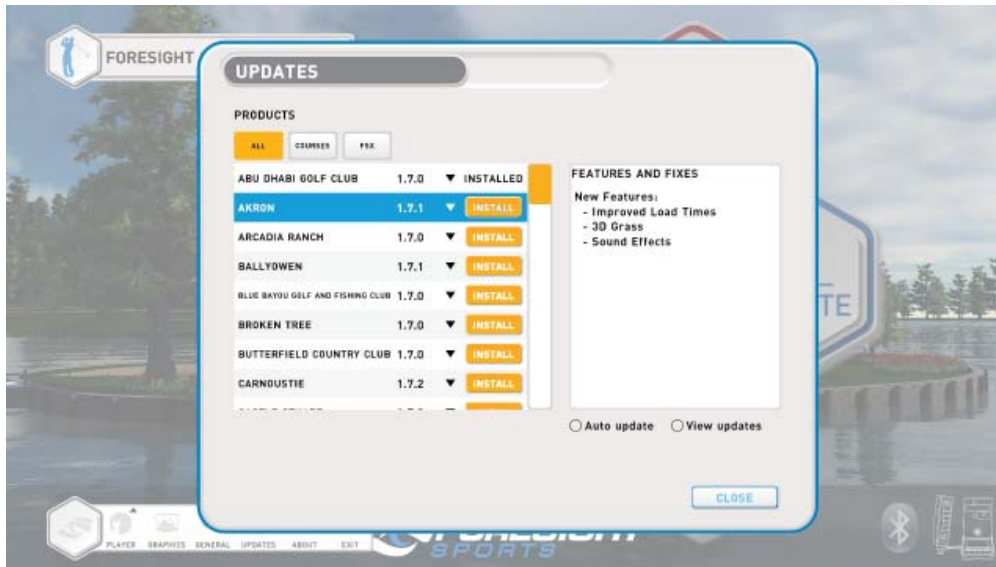 FORESIGHT
UPDATES
PRODUCTS
ALL COURSES FSX
ABU DHABI GOLF CLUB 1.7.0 ▼ INSTALLED
AKRON 1.7.1 ▼ INSTALL
ARCADIA RANCH 1.7.0 ▼ INSTALL
BALLYOWEN 1.7.1 ▼ INSTALL
BLUE BAYOU GOLF AND FISHING CLUB 1.7.0 ▼ INSTALL
BROKEN TREE 1.7.0 ▼ INSTALL
BUTTERFIELD COUNTRY CLUB 1.7.0 ▼ INSTALL
CARNOUSTIE 1.7.2 ▼ INSTALL
FEATURES AND FIXES
New Features:
- Improved Load Times
- 3D Grass
- Sound Effects
Auto update View updates
CLOSE
TE
PLAYER GRAPHICS GENERAL UPDATES ABOUT EXIT
FORESIGHT
SPORTS